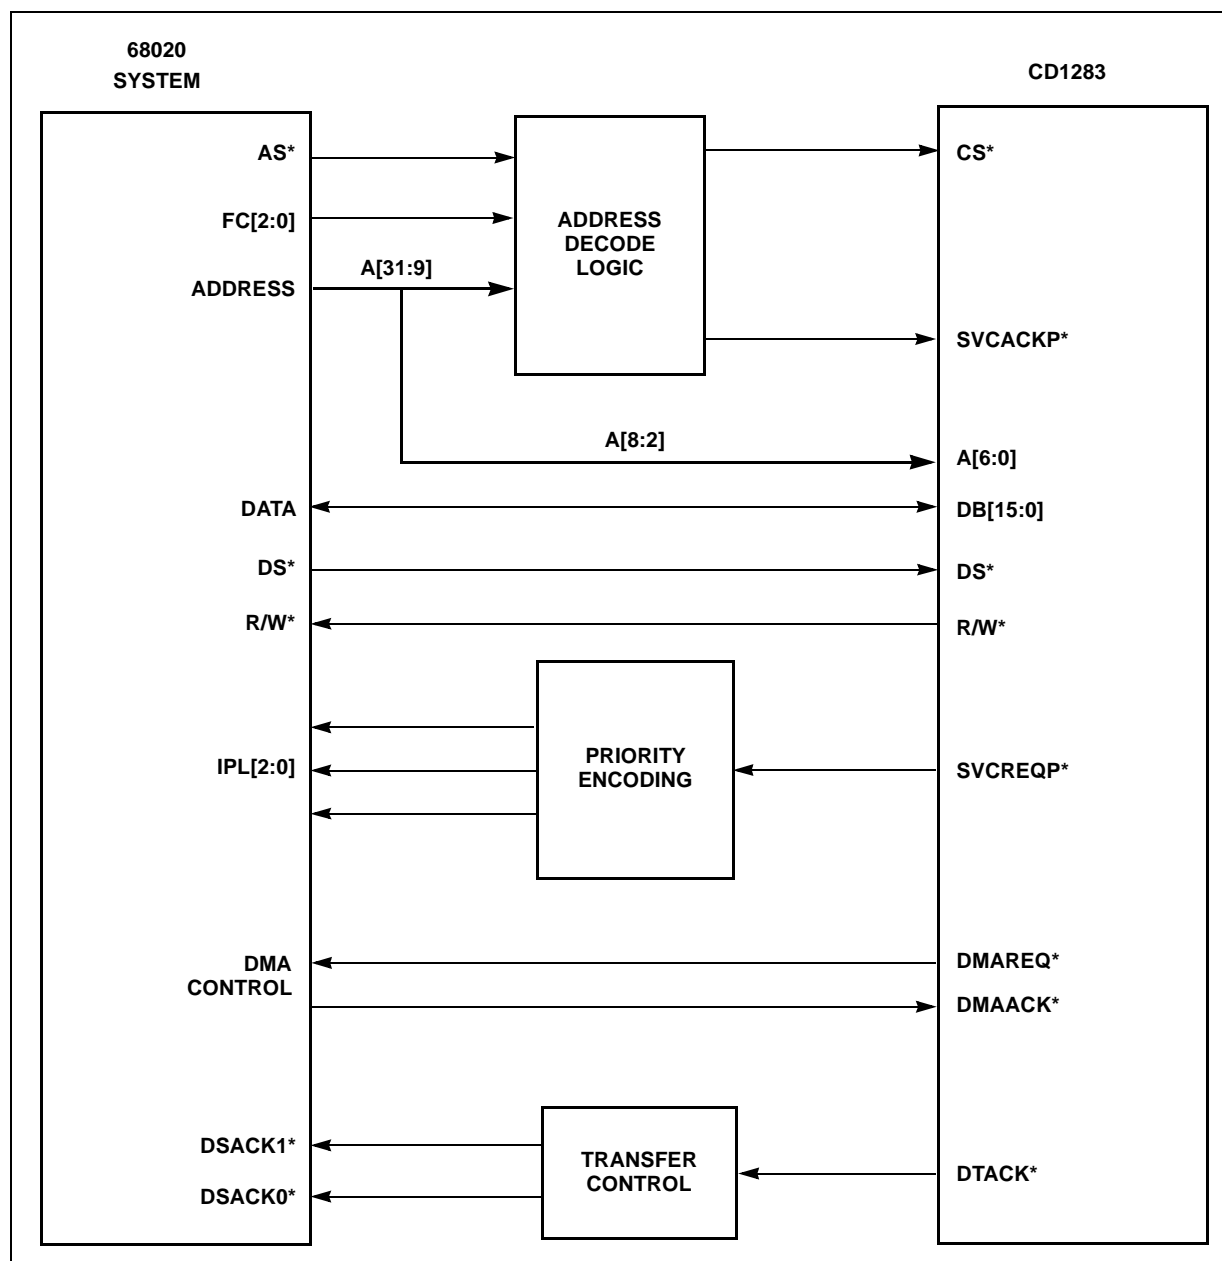 68020
SYSTEM
CD1283
AS*
FC[2:0]
ADDRESS
A[31:9]
ADDRESS
DECODE
LOGIC
CS*
SVCACKP*
A[8:2]
A[6:0]
DATA
DB[15:0]
DS*
DS*
R/W*
R/W*
IPL[2:0]
PRIORITY
ENCODING
SVCREQP*
DMA
CONTROL
DMAREQ*
DMAACK*
DSACK1*
DSACK0*
TRANSFER
CONTROL
DTACK*